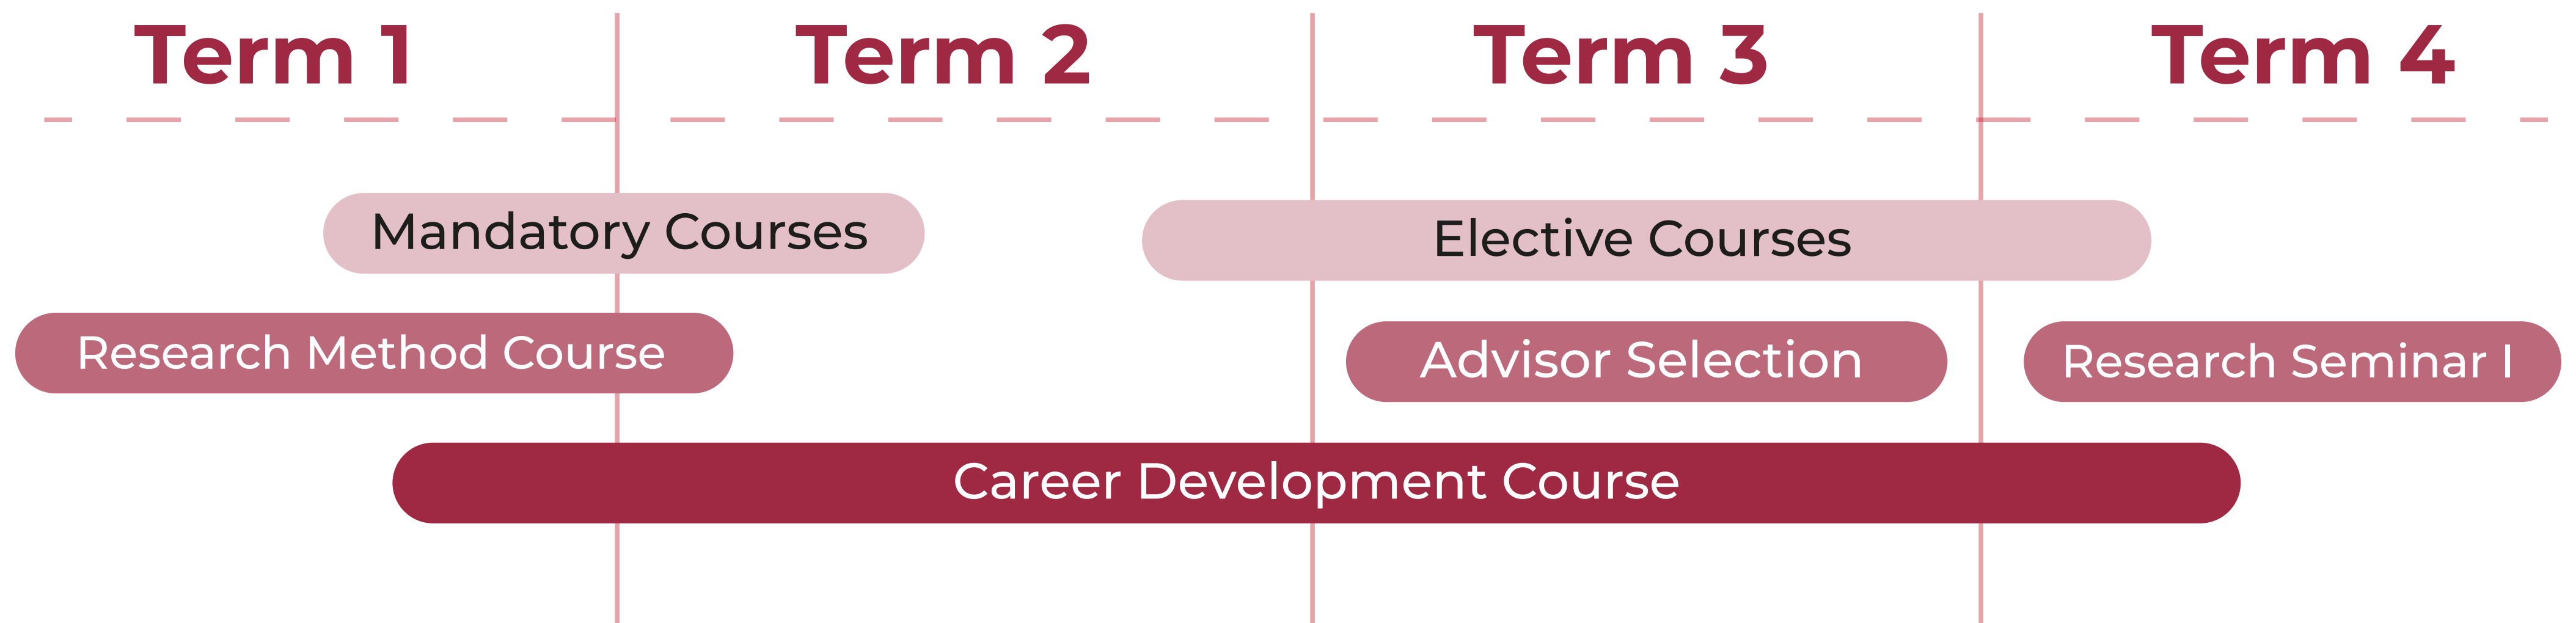 Term 1
Term 2
Term 3
Term 4
Mandatory Courses
Elective Courses
Research Method Course
Advisor Selection
Research Seminar I
Career Development Course